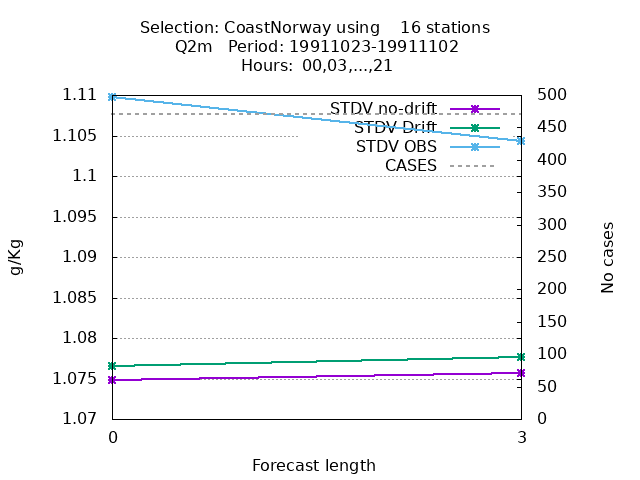 Selection: CoastNorway using    16 stations
Q2m   Period: 19911023-19911102
Hours:  00,03,...,21
1.11
1.105
1.1
1.095
1.09
1.085
1.08
1.075
1.07
g/Kg
STDV no-drift
STDV Drift
STDV OBS
CASES
500
450
400
350
300
250
200
150
100
50
0
No cases
0
3
Forecast length